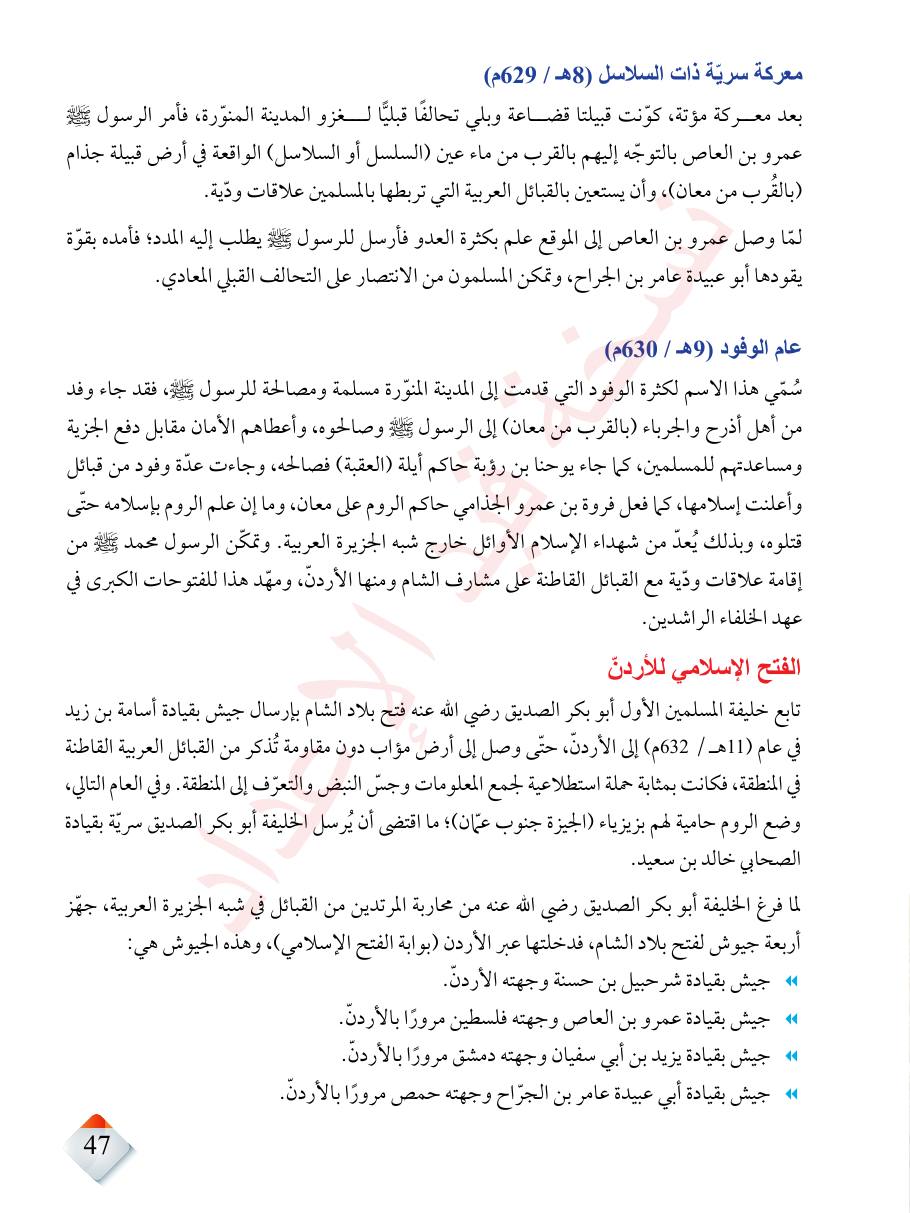 معركة سريّة ذات السلاسل (8هـ / 629م)
بعد معـــركة مؤتة، كوّنت قبيلتا قضـــاعة وبلي تحالفًا قبليًّا لـــــغزو المدينة المنوّرة، فأمر الرسول ﷺ
عمرو بن العاص بالتوجّه إليهم بالقرب من ماء عين (السلسل أو السلاسل) الواقعة في أرض قبيلة جذام
(بالقُرب من معان)، وأن يستعين بالقبائل العربية التي تربطها بالمسلمين علاقات ودّية.
لمّا وصل عمرو بن العاص إلى الموقع علم بكثرة العدو فأرسل للرسول ﷺ يطلب إليه المدد؛ فأمده بقوّة
يقودها أبو عبيدة عامر بن الجراح، وتمكن المسلمون من الانتصار على التحالف القبلي المعادي.
عام الوفود (9هـ / 630م)
سُمّي هذا الاسم لكثرة الوفود التي قدمت إلى المدينة المنوّرة مسلمة ومصالحة للرسول ﷺ، فقد جاء وفد
من أهل أذرح والجرباء (بالقرب من معان) إلى الرسول ﷺ وصالحوه، وأعطاهم الأمان مقابل دفع الجزية
ومساعدتهم للمسلمين، كما جاء يوحنا بن رؤبة حاكم أيلة (العقبة) فصالحه، وجاءت عدّة وفود من قبائل
وأعلنت إسلامها، كما فعل فروة بن عمرو الجذامي حاكم الروم على معان، وما إن علم الروم بإسلامه حتّى
قتلوه، وبذلك يُعدّ من شهداء الإسلام الأوائل خارج شبه الجزيرة العربية. وتمكّن الرسول محمد ﷺ من
إقامة علاقات ودّية مع القبائل القاطنة على مشارف الشام ومنها الأردنّ، ومهّد هذا للفتوحات الكبرى في
عهد الخلفاء الراشدين.
الفتح الإسلامي للأردنّ
تابع خليفة المسلمين الأول أبو بكر الصديق رضي الله عنه فتح بلاد الشام بإرسال جيش بقيادة أسامة بن زيد
في عام (11هـ / 632م) إلى الأردنّ، حتّى وصل إلى أرض مؤاب دون مقاومة تُذكر من القبائل العربية القاطنة
في المنطقة، فكانت بمثابة حملة استطلاعية لجمع المعلومات وجسّ النبض والتعرّف إلى المنطقة. وفي العام التالي،
وضع الروم حامية لهم بزيزياء (الجيزة جنوب عمّان)؛ ما اقتضى أن يُرسل الخليفة أبو بكر الصديق سريّة بقيادة
الصحابي خالد بن سعيد.
لما فرغ الخليفة أبو بكر الصديق رضي الله عنه من محاربة المرتدين من القبائل في شبه الجزيرة العربية، جهّز
أربعة جيوش لفتح بلاد الشام، فدخلتها عبر الأردن (بوابة الفتح الإسلامي)، وهذه الجيوش هي:
جيش بقيادة شرحبيل بن حسنة وجهته الأردنّ.
جيش بقيادة عمرو بن العاص وجهته فلسطين مرورًا بالأردنّ.
جيش بقيادة يزيد بن أبي سفيان وجهته دمشق مرورًا بالأردنّ.
جيش بقيادة أبي عبيدة عامر بن الجرّاح وجهته حمص مرورًا بالأردنّ.
47
نسخة قيد الإعداد